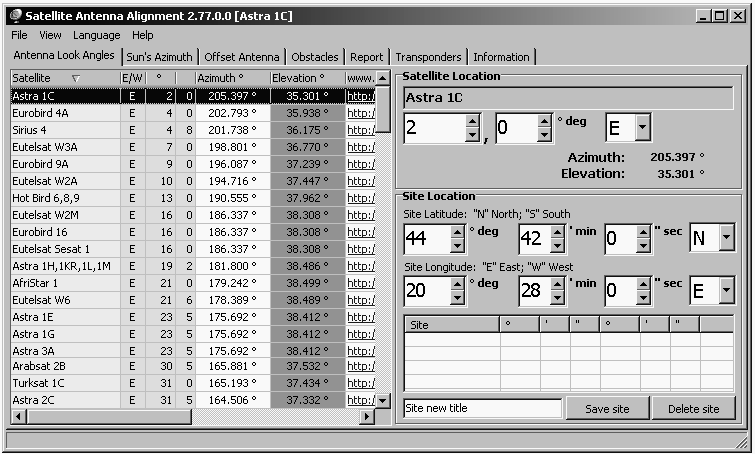 Satellite Antenna Alignment 2.77.0.0 [Astra 1C]
File View Language Help
Antenna Look Angles Sun's Azimuth Offset Antenna Obstacles Report Transponders Information
Satellite E/W ° Azimuth ° Elevation ° www.
Astra 1C E 2 0 205.397 ° 35.301 ° http:/
Eurobird 4A E 4 0 202.793 ° 35.938 ° http:/
Sirius 4 E 4 8 201.738 ° 36.175 ° http:/
Eutelsat W3A E 7 0 198.801 ° 36.770 ° http:/
Eurobird 9A E 9 0 196.087 ° 37.239 ° http:/
Eutelsat W2A E 10 0 194.716 ° 37.447 ° http:/
Hot Bird 6,8,9 E 13 0 190.555 ° 37.962 ° http:/
Eutelsat W2M E 16 0 186.337 ° 38.308 ° http:/
Eurobird 16 E 16 0 186.337 ° 38.308 ° http:/
Eutelsat Sesat 1 E 16 0 186.337 ° 38.308 ° http:/
Astra 1H,1KR,1L,1M E 19 2 181.800 ° 38.486 ° http:/
AfriStar 1 E 21 0 179.242 ° 38.499 ° http:/
Eutelsat W6 E 21 6 178.389 ° 38.489 ° http:/
Astra 1E E 23 5 175.692 ° 38.412 ° http:/
Astra 1G E 23 5 175.692 ° 38.412 ° http:/
Astra 3A E 23 5 175.692 ° 38.412 ° http:/
Arabsat 2B E 30 5 165.881 ° 37.532 ° http:/
Turksat 1C E 31 0 165.193 ° 37.434 ° http:/
Astra 2C E 31 5 164.506 ° 37.332 ° http:/
Satellite Location
Astra 1C
2 , 0 ° deg E
Azimuth: 205.397 °
Elevation: 35.301 °
Site Location
Site Latitude: "N" North; "S" South
44 ° deg 42 ' min 0 " sec N
Site Longitude: "E" East; "W" West
20 ° deg 28 ' min 0 " sec E
Site ° ' " ° ' "
Site new title Save site Delete site